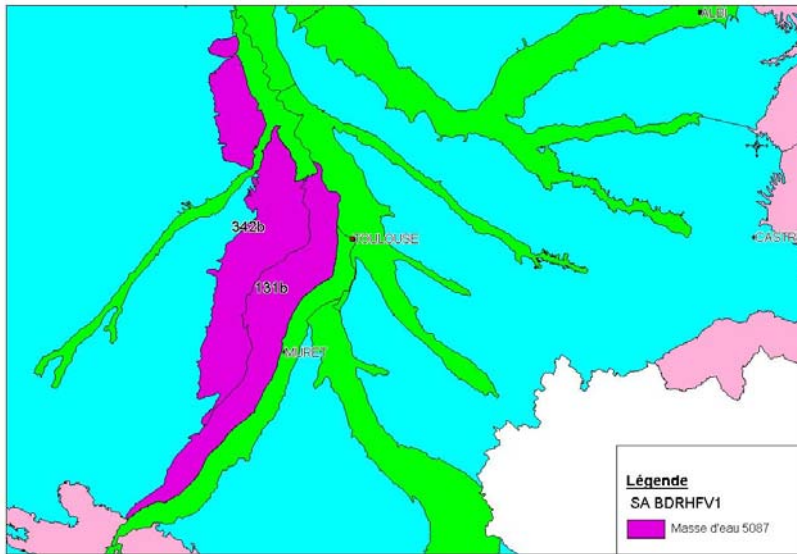 ALBI
342b
TOULOUSE
CASTR
131b
MURET
Légende
SA BDRHFV1
Masse d'eau 5087